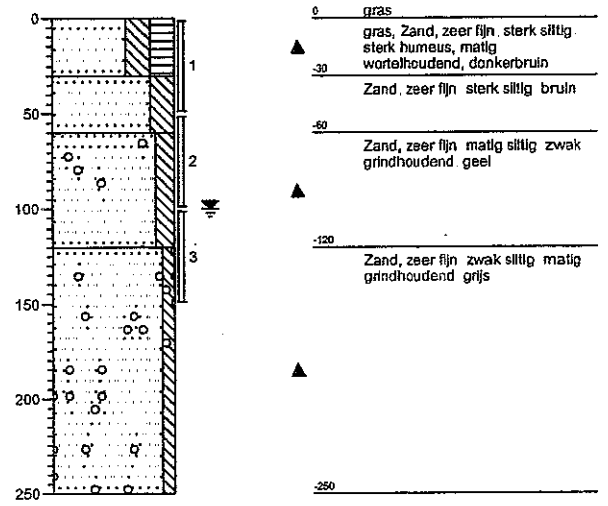 0
50
100
150
200
250
1
2
3
0 gras
gras, Zand, zeer fijn, sterk siltig
sterk humeus, matig
wortelhoudend, donkerbruin
-30
Zand, zeer fijn sterk siltig bruin
-60
Zand, zeer fijn matig siltig zwak
grindhoudend geel
-120
Zand, zeer fijn zwak siltig matig
grindhoudend grijs
-250